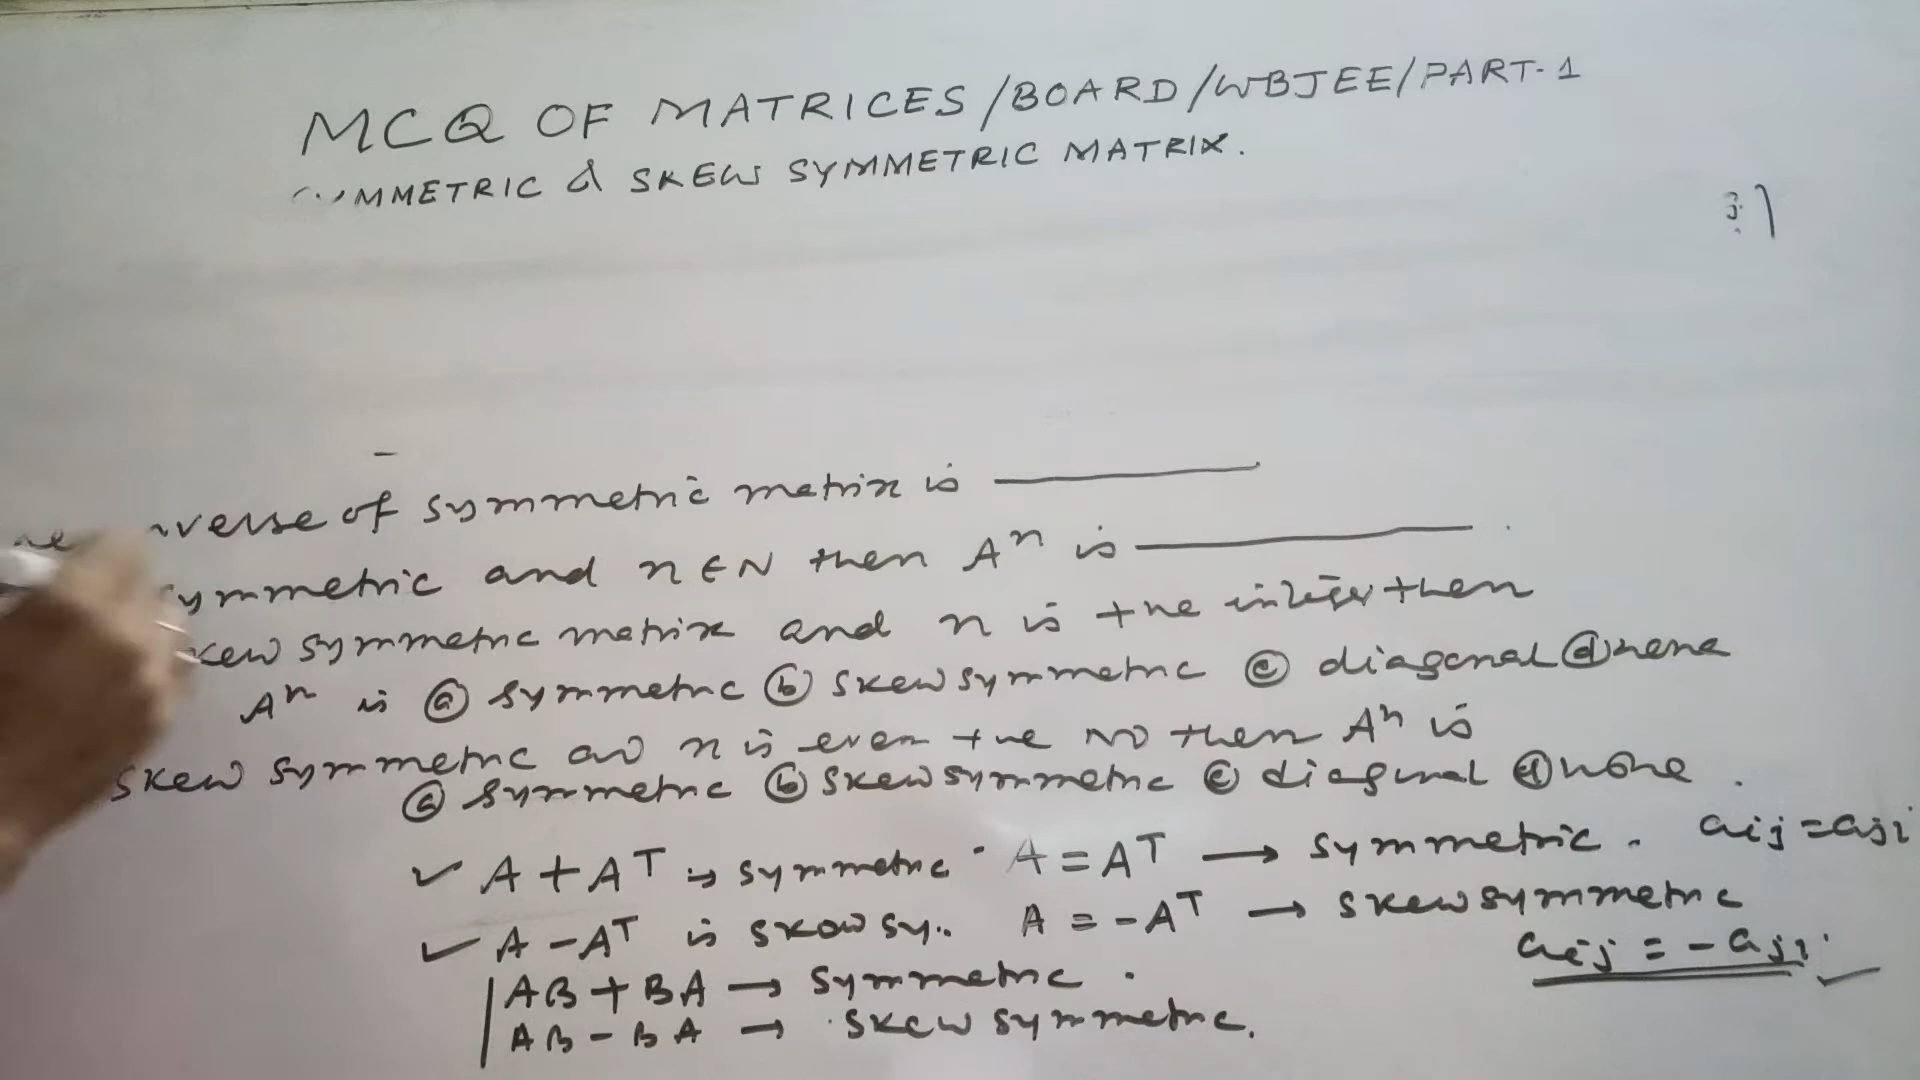 MCQ OF MATRICES/BOARD/WBJEE/PART-1
MMETRIC & SKEW SYMMETRIC MATRIX.
verse of symmetric matrix is
ymmetric and n∈N then Aⁿ is
kew symmetric matrix and n is +ve integer then
Aⁿ is ⓐ symmetric ⓑ skew symmetric ⓒ diagonal ⓓ none
skew symmetric and n is even +ve no then Aⁿ is
ⓐ symmetric ⓑ skew symmetric ⓒ diagonal ⓓ none.
✓ A + Aᵀ is symmetric · A = Aᵀ → symmetric. aij = aji
✓ A - Aᵀ is skew sy.. A = -Aᵀ → skew symmetric
aij = -aji ✓
AB + BA → symmetric.
AB - BA → skew symmetric.